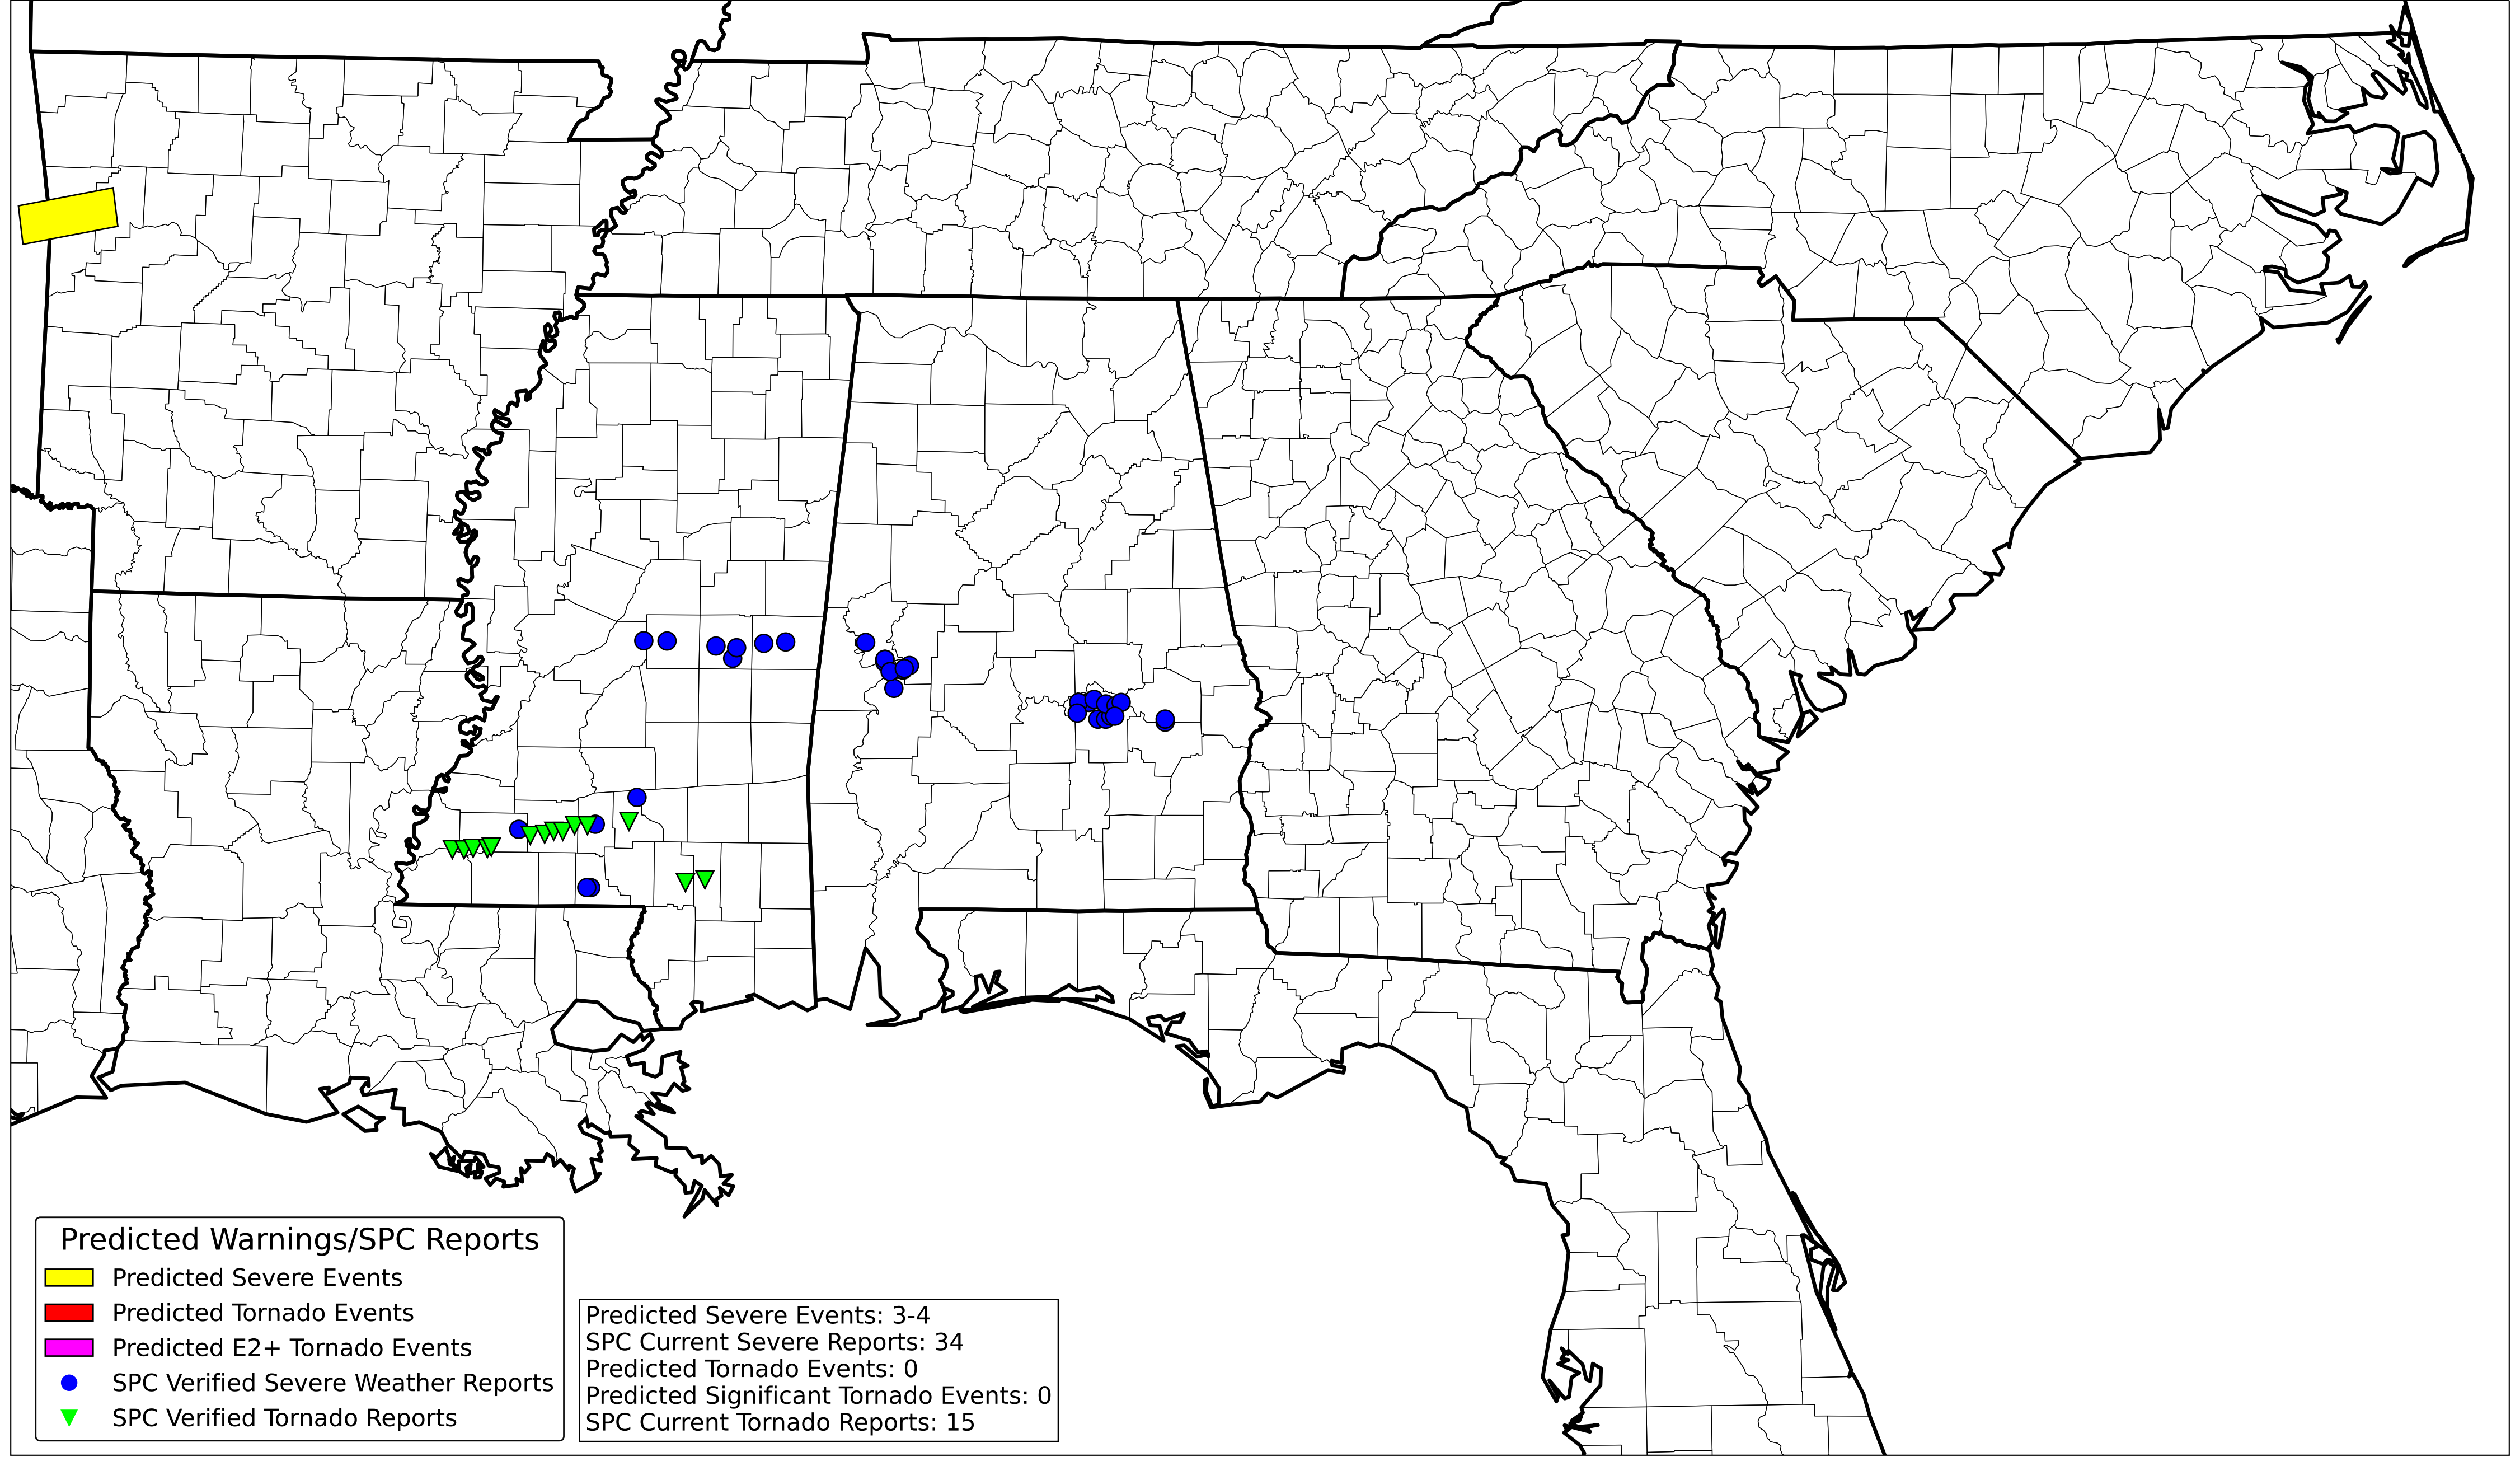 Predicted Warnings/SPC Reports
Predicted Severe Events
Predicted Tornado Events
Predicted E2+ Tornado Events
SPC Verified Severe Weather Reports
SPC Verified Tornado Reports
Predicted Severe Events: 3-4
SPC Current Severe Reports: 34
Predicted Tornado Events: 0
Predicted Significant Tornado Events: 0
SPC Current Tornado Reports: 15